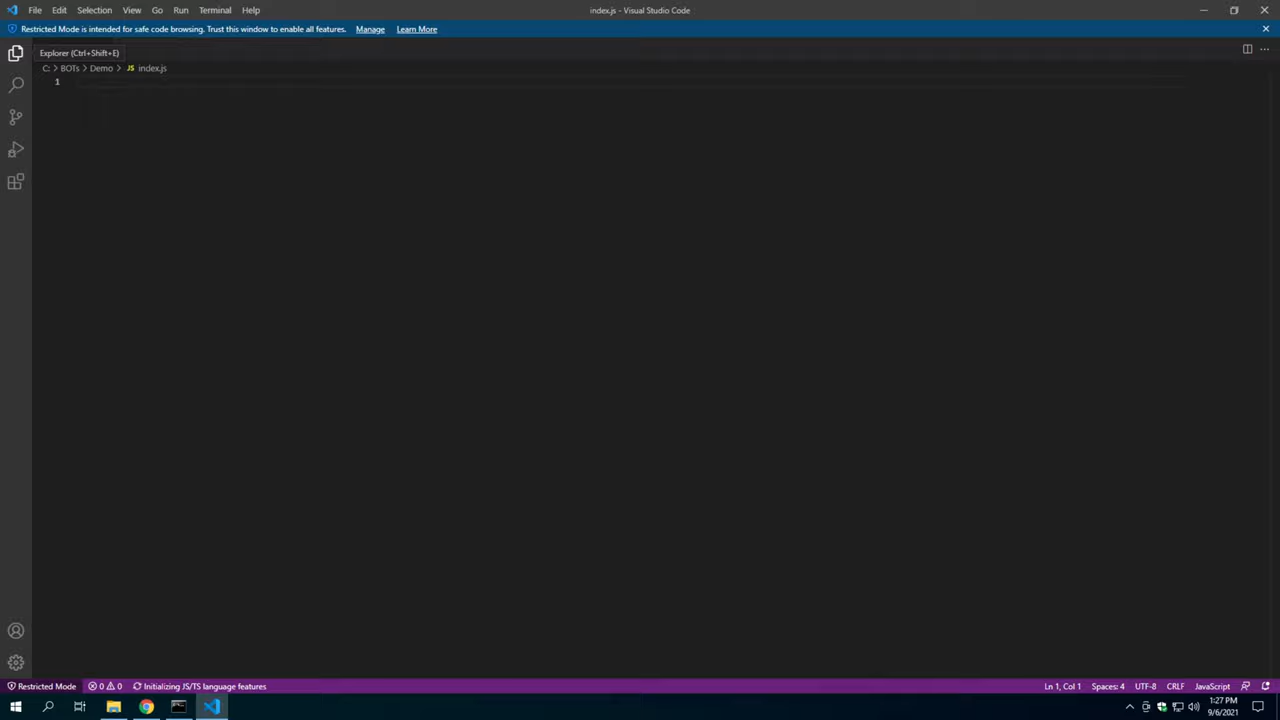 File Edit Selection View Go Run Terminal Help index.js - Visual Studio Code
Restricted Mode is intended for safe code browsing. Trust this window to enable all features. Manage Learn More
Explorer (Ctrl+Shift+E)
C: > BOTs > Demo > JS index.js
1
Restricted Mode 0 0 Initializing JS/TS language features Ln 1, Col 1 Spaces: 4 UTF-8 CRLF JavaScript
1:27 PM
9/6/2021